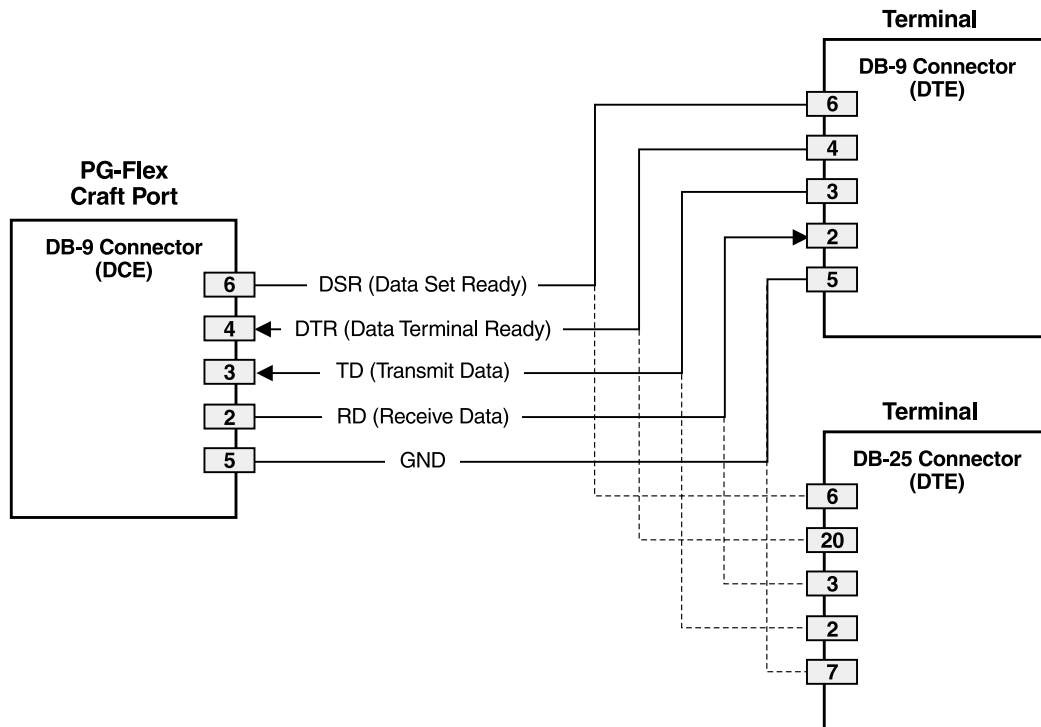 PG-Flex
Craft Port
DB-9 Connector
(DCE)
6
4
3
2
5
DSR (Data Set Ready)
DTR (Data Terminal Ready)
TD (Transmit Data)
RD (Receive Data)
GND
Terminal
DB-9 Connector
(DTE)
6
4
3
2
5
Terminal
DB-25 Connector
(DTE)
6
20
3
2
7